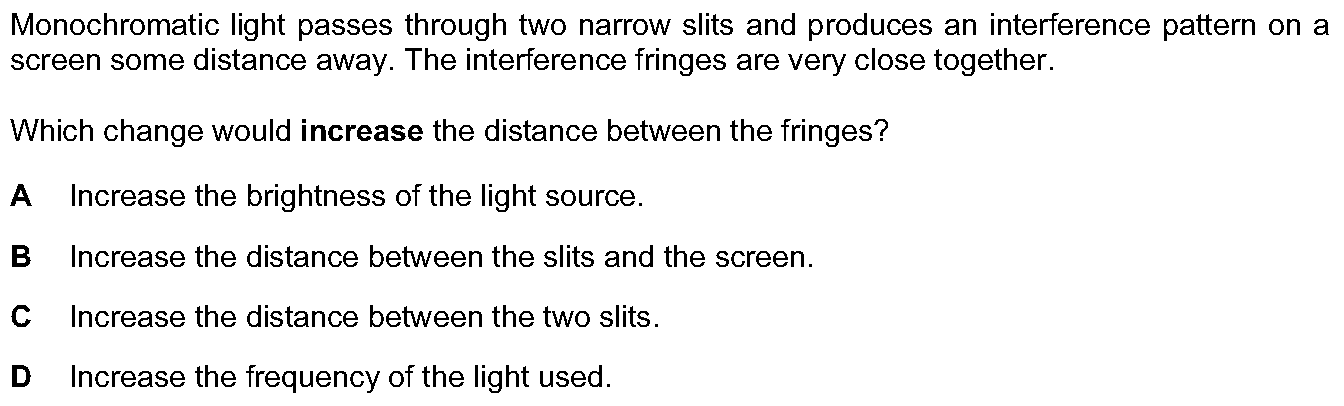 Monochromatic light passes through two narrow slits and produces an interference pattern on a
screen some distance away. The interference fringes are very close together.
Which change would increase the distance between the fringes?
A Increase the brightness of the light source.
B Increase the distance between the slits and the screen.
C Increase the distance between the two slits.
D Increase the frequency of the light used.